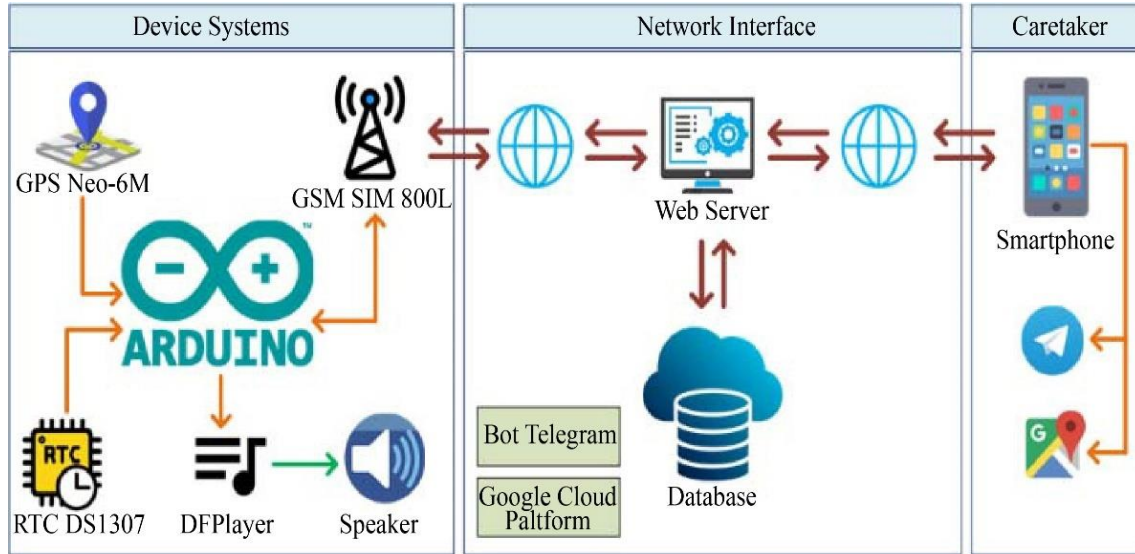 Device Systems
Network Interface
Caretaker
GPS Neo-6M
GSM SIM 800L
ARDUINO
TM
RTC
RTC DS1307
DFPlayer
Speaker
Web Server
Bot Telegram
Google Cloud
Paltform
Database
Smartphone
G